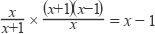 x/(x+1) × (x+1)(x−1)/x = x − 1